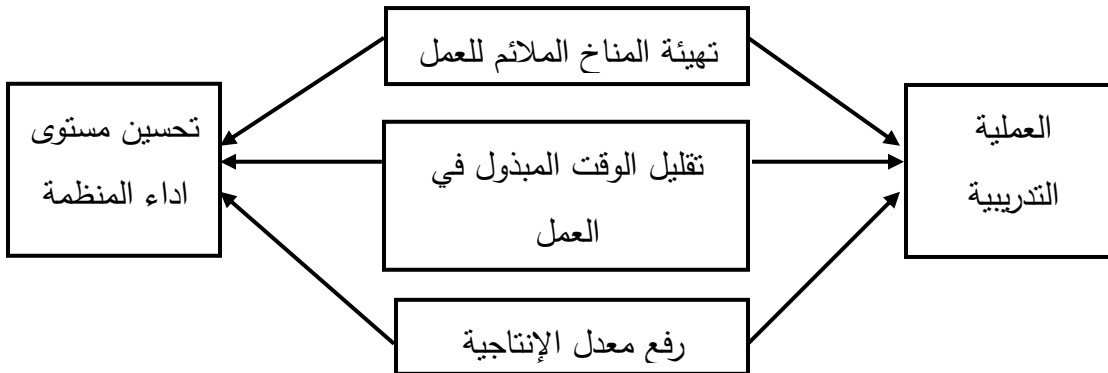 تهيئة المناخ الملائم للعمل
العملية
التدريبية
تقليل الوقت المبذول في
العمل
تحسين مستوى
اداء المنظمة
رفع معدل الإنتاجية